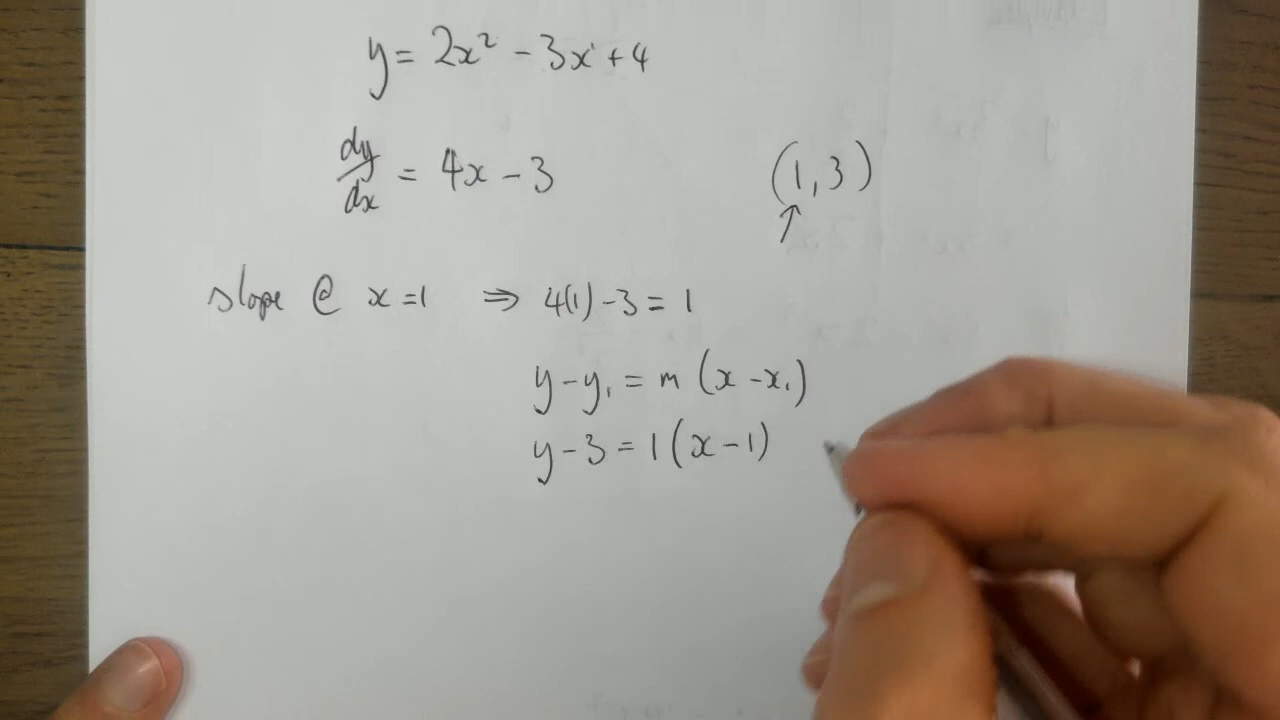 y = 2x² - 3x + 4
dy/dx = 4x - 3
(1, 3)
↑
slope @ x = 1 ⇒ 4(1) - 3 = 1
y - y₁ = m (x - x₁)
y - 3 = 1 (x - 1)